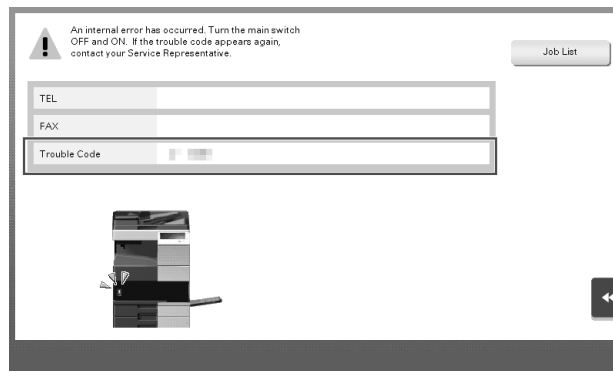 An internal error has occurred. Turn the main switch
OFF and ON. If the trouble code appears again,
contact your Service Representative.
Job List
TEL
FAX
Trouble Code